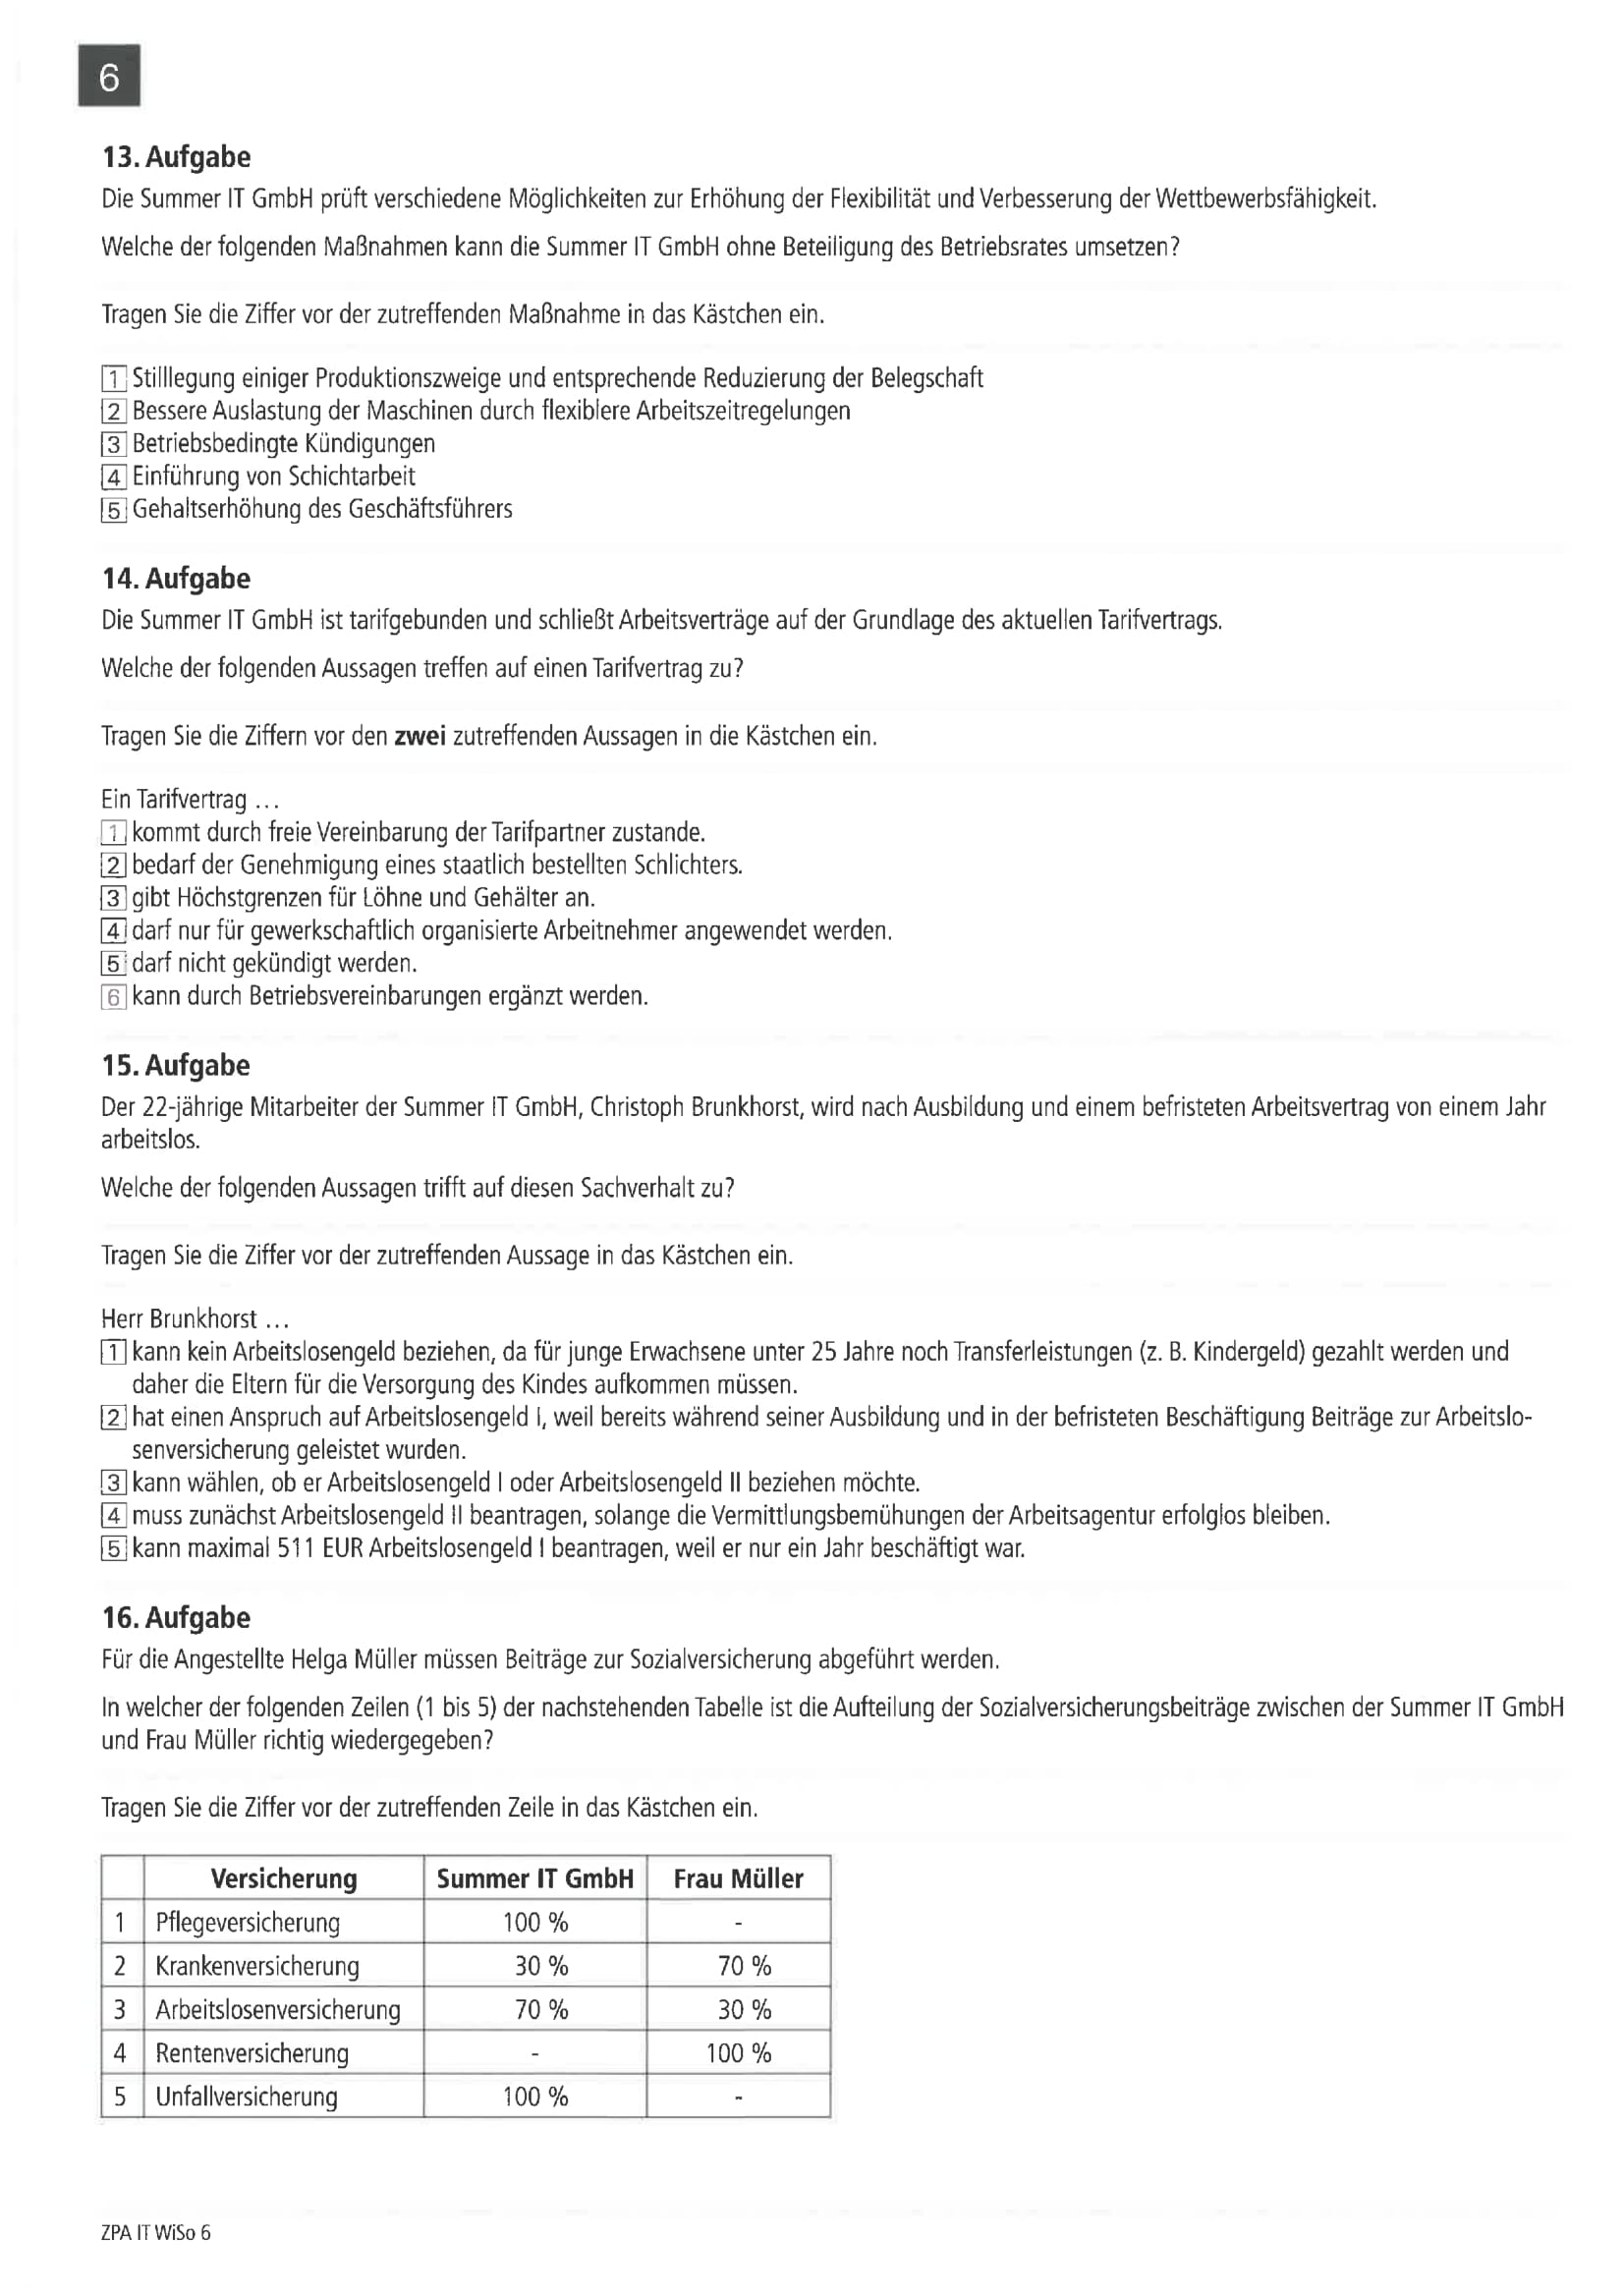 6
13. Aufgabe
Die Summer IT GmbH prüft verschiedene Möglichkeiten zur Erhöhung der Flexibilität und Verbesserung der Wettbewerbsfähigkeit.
Welche der folgenden Maßnahmen kann die Summer IT GmbH ohne Beteiligung des Betriebsrates umsetzen?
Tragen Sie die Ziffer vor der zutreffenden Maßnahme in das Kästchen ein.
1 Stilllegung einiger Produktionszweige und entsprechende Reduzierung der Belegschaft
2 Bessere Auslastung der Maschinen durch flexiblere Arbeitszeitregelungen
3 Betriebsbedingte Kündigungen
4 Einführung von Schichtarbeit
5 Gehaltserhöhung des Geschäftsführers
14. Aufgabe
Die Summer IT GmbH ist tarifgebunden und schließt Arbeitsverträge auf der Grundlage des aktuellen Tarifvertrags.
Welche der folgenden Aussagen treffen auf einen Tarifvertrag zu?
Tragen Sie die Ziffern vor den zwei zutreffenden Aussagen in die Kästchen ein.
Ein Tarifvertrag …
1 kommt durch freie Vereinbarung der Tarifpartner zustande.
2 bedarf der Genehmigung eines staatlich bestellten Schlichters.
3 gibt Höchstgrenzen für Löhne und Gehälter an.
4 darf nur für gewerkschaftlich organisierte Arbeitnehmer angewendet werden.
5 darf nicht gekündigt werden.
6 kann durch Betriebsvereinbarungen ergänzt werden.
15. Aufgabe
Der 22-jährige Mitarbeiter der Summer IT GmbH, Christoph Brunkhorst, wird nach Ausbildung und einem befristeten Arbeitsvertrag von einem Jahr
arbeitslos.
Welche der folgenden Aussagen trifft auf diesen Sachverhalt zu?
Tragen Sie die Ziffer vor der zutreffenden Aussage in das Kästchen ein.
Herr Brunkhorst …
1 kann kein Arbeitslosengeld beziehen, da für junge Erwachsene unter 25 Jahre noch Transferleistungen (z. B. Kindergeld) gezahlt werden und
daher die Eltern für die Versorgung des Kindes aufkommen müssen.
2 hat einen Anspruch auf Arbeitslosengeld I, weil bereits während seiner Ausbildung und in der befristeten Beschäftigung Beiträge zur Arbeitslo-
senversicherung geleistet wurden.
3 kann wählen, ob er Arbeitslosengeld I oder Arbeitslosengeld II beziehen möchte.
4 muss zunächst Arbeitslosengeld II beantragen, solange die Vermittlungsbemühungen der Arbeitsagentur erfolglos bleiben.
5 kann maximal 511 EUR Arbeitslosengeld I beantragen, weil er nur ein Jahr beschäftigt war.
16. Aufgabe
Für die Angestellte Helga Müller müssen Beiträge zur Sozialversicherung abgeführt werden.
In welcher der folgenden Zeilen (1 bis 5) der nachstehenden Tabelle ist die Aufteilung der Sozialversicherungsbeiträge zwischen der Summer IT GmbH
und Frau Müller richtig wiedergegeben?
Tragen Sie die Ziffer vor der zutreffenden Zeile in das Kästchen ein.
Versicherung Summer IT GmbH Frau Müller
1 Pflegeversicherung 100 % -
2 Krankenversicherung 30 % 70 %
3 Arbeitslosenversicherung 70 % 30 %
4 Rentenversicherung - 100 %
5 Unfallversicherung 100 % -
ZPA IT WiSo 6